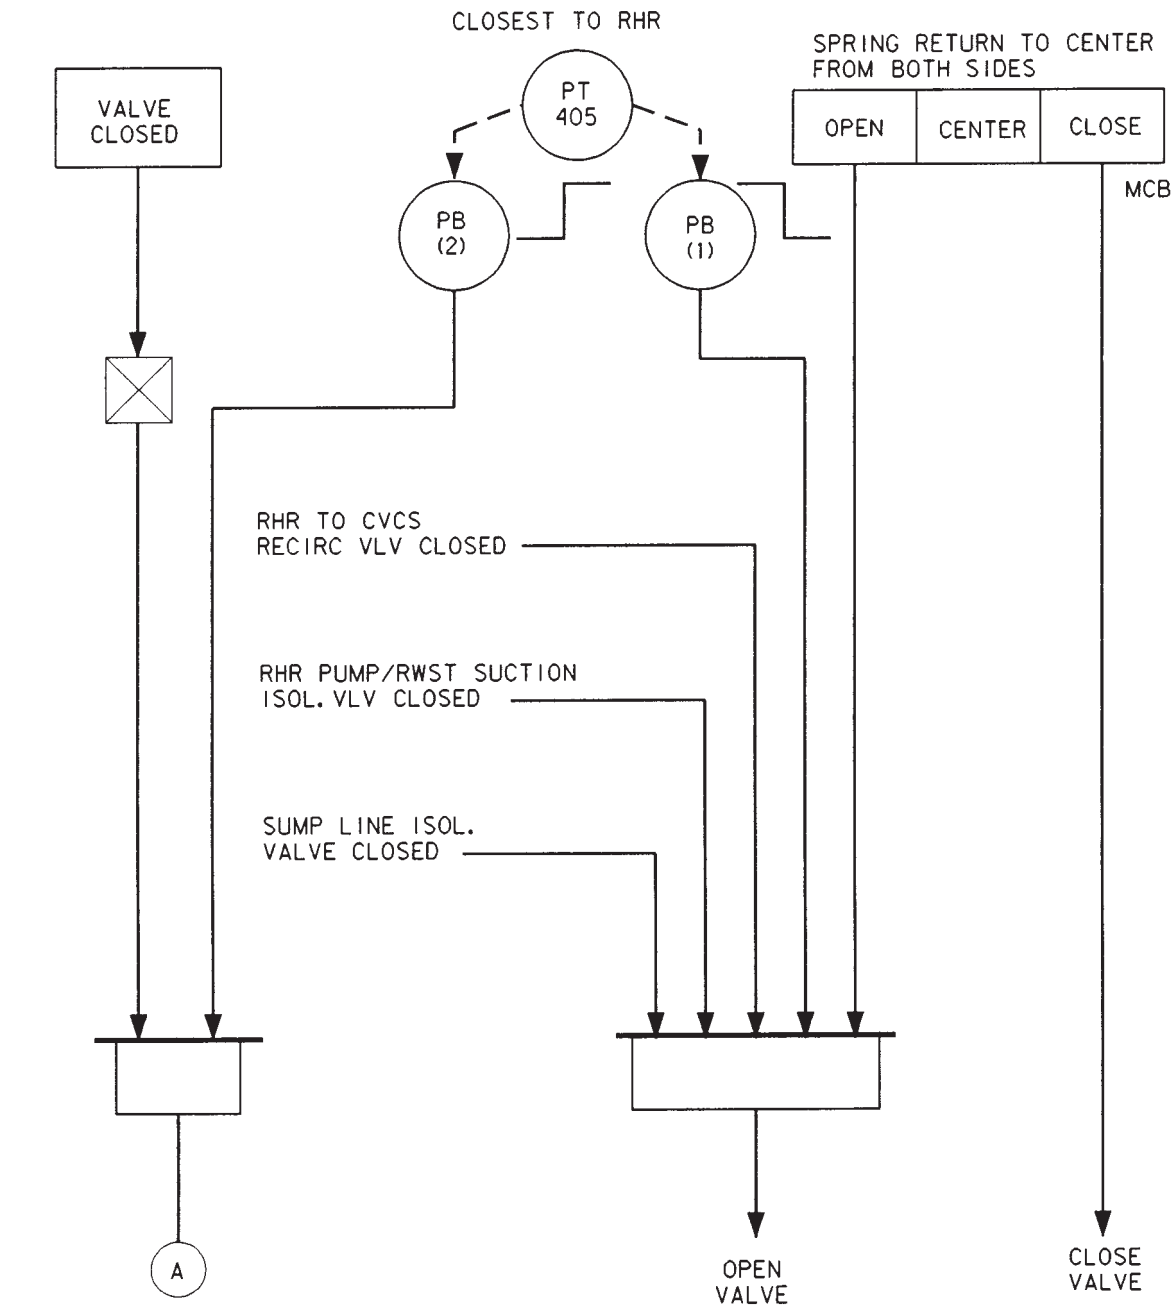 CLOSEST TO RHR
SPRING RETURN TO CENTER
FROM BOTH SIDES
VALVE
CLOSED
PT
405
OPEN
CENTER
CLOSE
MCB
PB
(2)
PB
(1)
RHR TO CVCS
RECIRC VLV CLOSED
RHR PUMP/RWST SUCTION
ISOL. VLV CLOSED
SUMP LINE ISOL.
VALVE CLOSED
A
OPEN
VALVE
CLOSE
VALVE